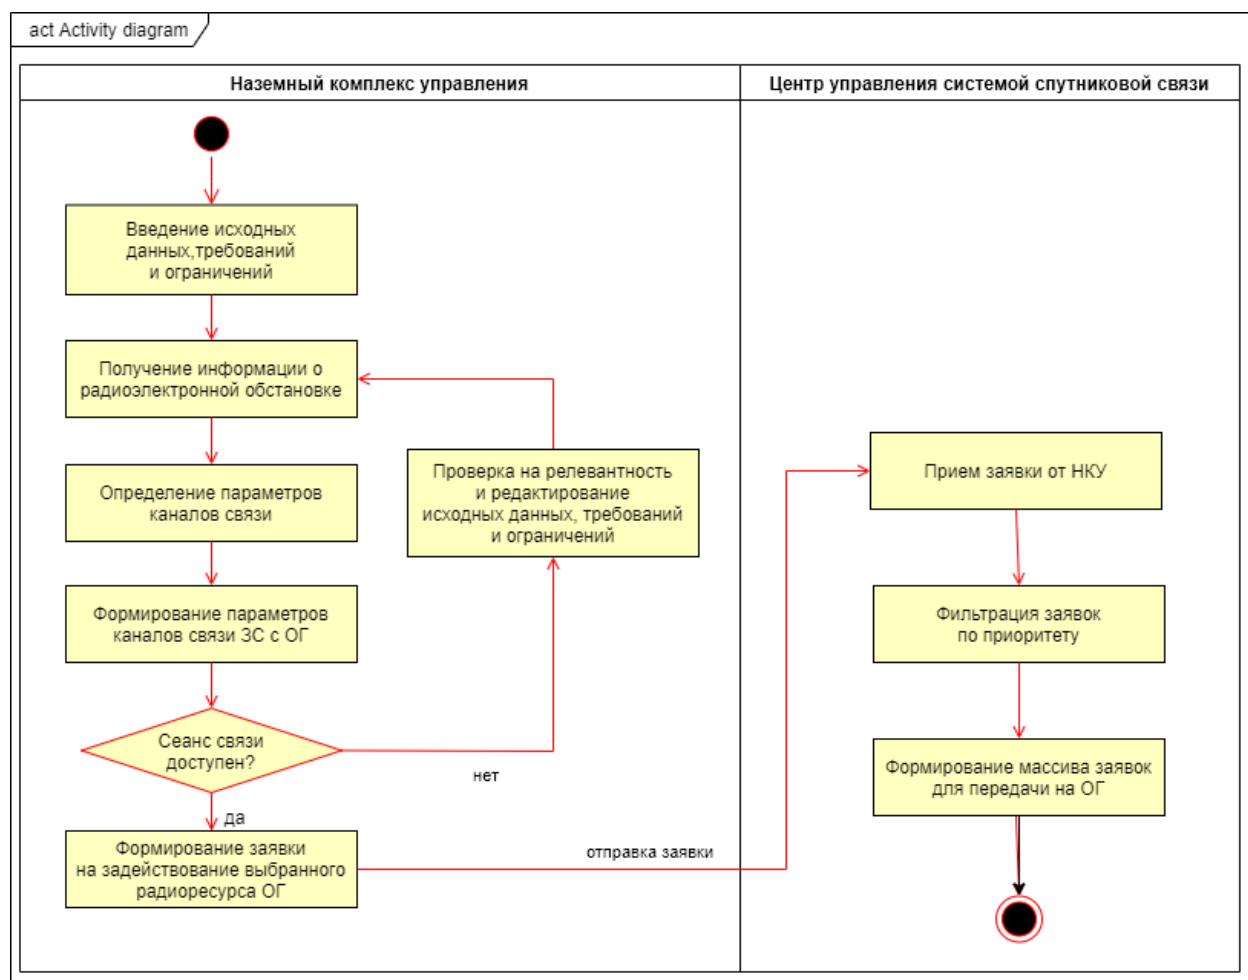 act Activity diagram
Наземный комплекс управления
Центр управления системой спутниковой связи
Введение исходных
данных,требований
и ограничений
Получение информации о
радиоэлектронной обстановке
Определение параметров
каналов связи
Формирование параметров
каналов связи ЗС с ОГ
Сеанс связи
доступен?
нет
да
Проверка на релевантность
и редактирование
исходных данных, требований
и ограничений
Формирование заявки
на задействование выбранного
радиоресурса ОГ
отправка заявки
Прием заявки от НКУ
Фильтрация заявок
по приоритету
Формирование массива заявок
для передачи на ОГ